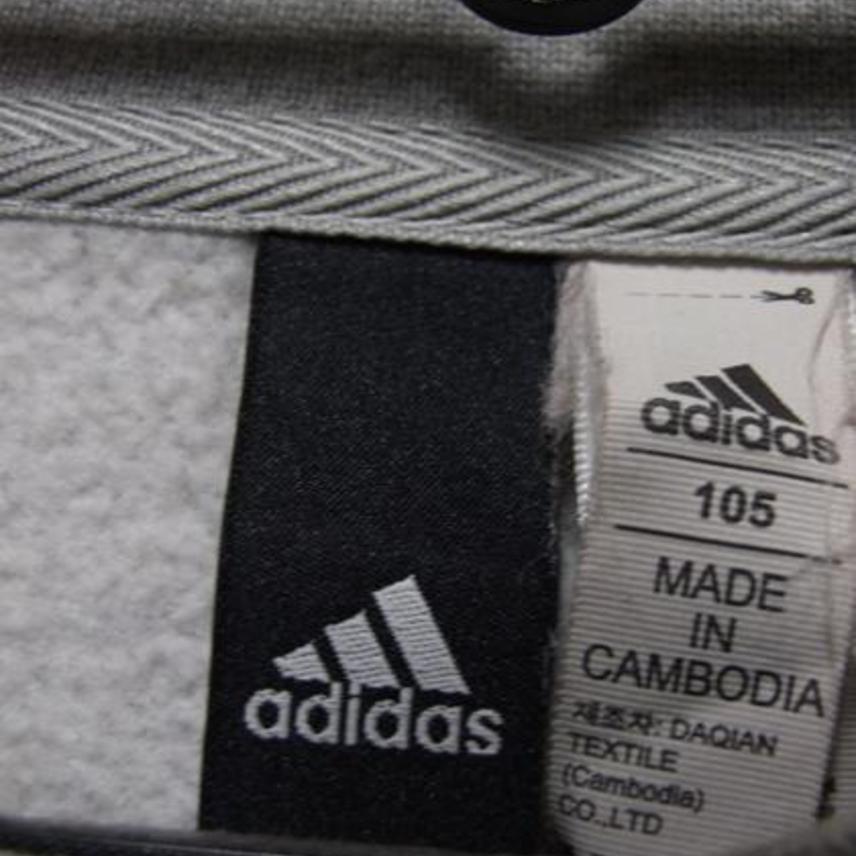 adidas
adidas
105
MADE
IN
CAMBODIA
제조자: DAQIAN
TEXTILE
(Cambodia)
CO.,LTD